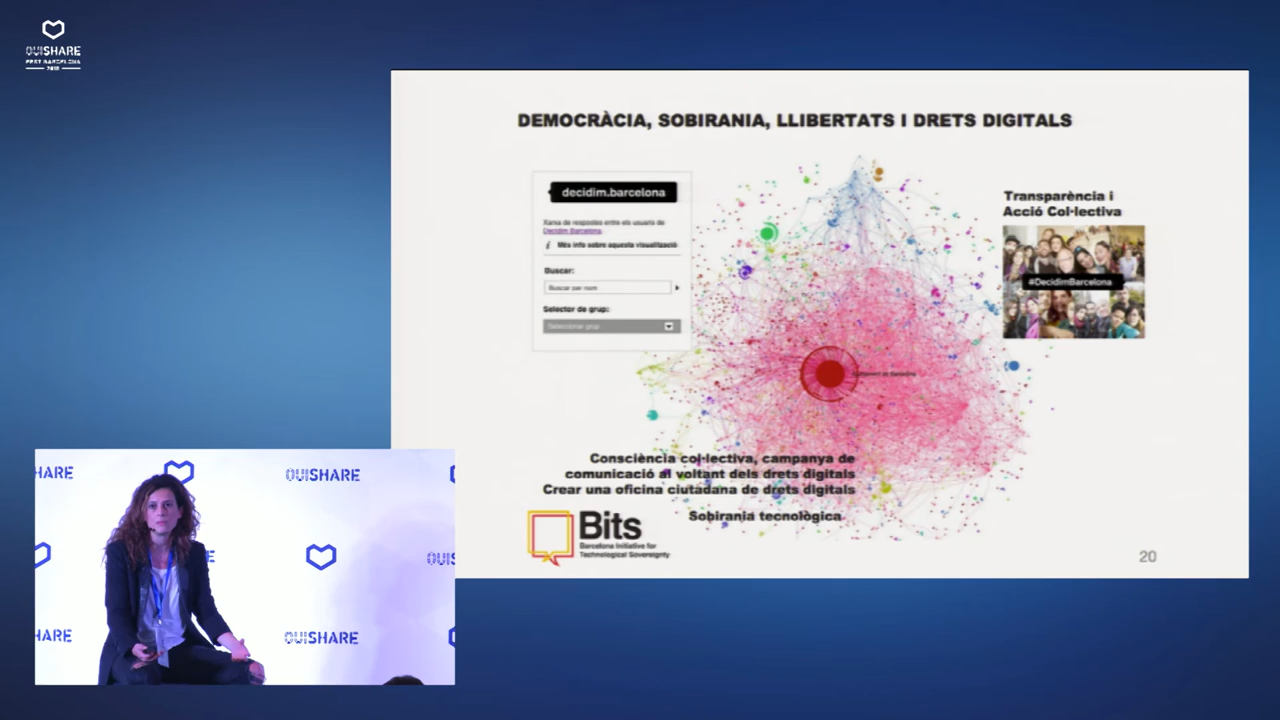 OUISHARE
FEST BARCELONA
DEMOCRÀCIA, SOBIRANIA, LLIBERTATS I DRETS DIGITALS
decidim.barcelona
Xarxa de respostes entre els usuaris de
Decidim Barcelona.
i Més info sobre aquesta visualització
Buscar:
Buscar per nom
Selector de grup:
Seleccionar grup
Transparència i
Acció Col·lectiva
#DecidimBarcelona
Consciència col·lectiva, campanya de
comunicació al voltant dels drets digitals
Crear una oficina ciutadana de drets digitals
Sobirania tecnològica
Bits
Barcelona Initiative for
Technological Sovereignty
20
HARE
OUISHARE
E
OUIS
HARE
OUISHARE